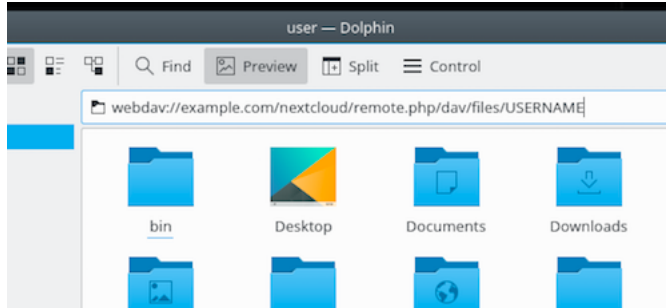 user — Dolphin
Find Preview Split Control
webdav://example.com/nextcloud/remote.php/dav/files/USERNAME
bin Desktop Documents Downloads